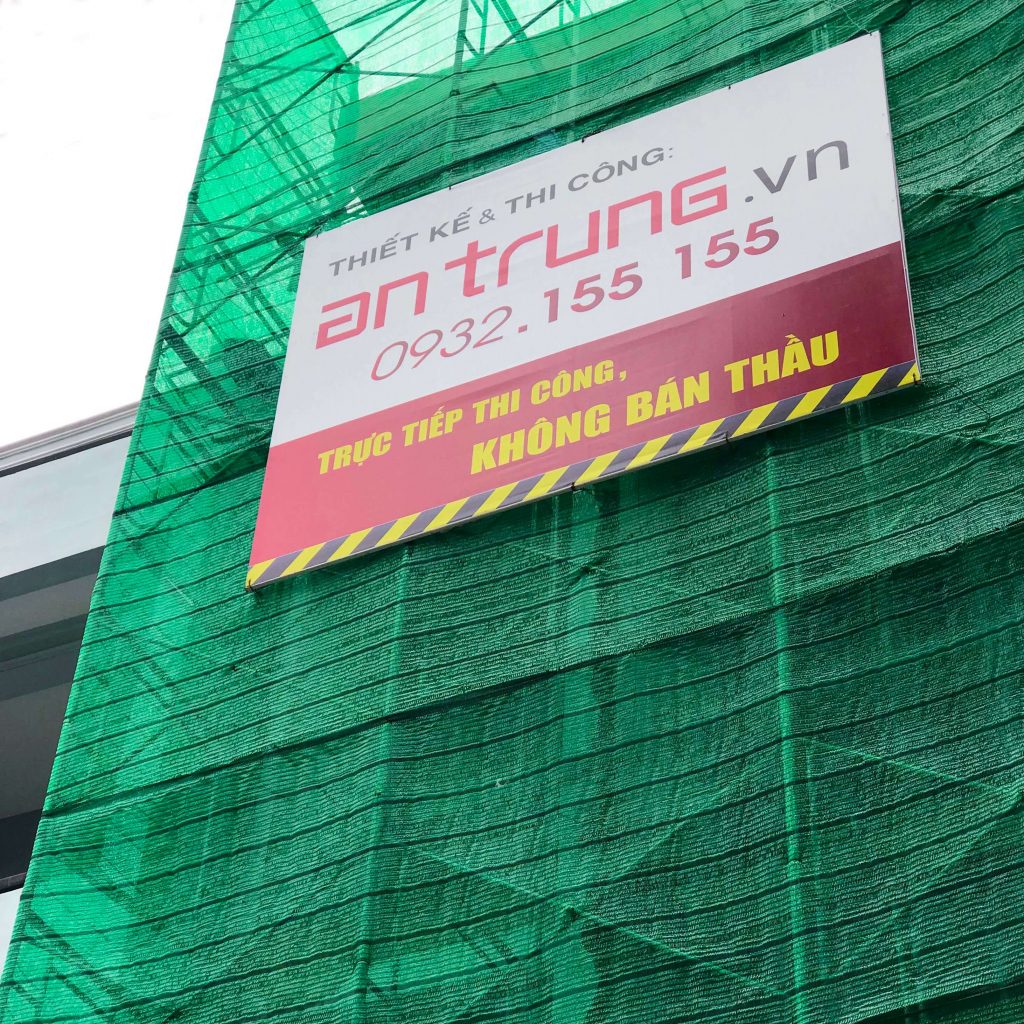 THIẾT KẾ & THI CÔNG:
an trung.vn
0932.155 155
TRỰC TIẾP THI CÔNG,
KHÔNG BÁN THẦU